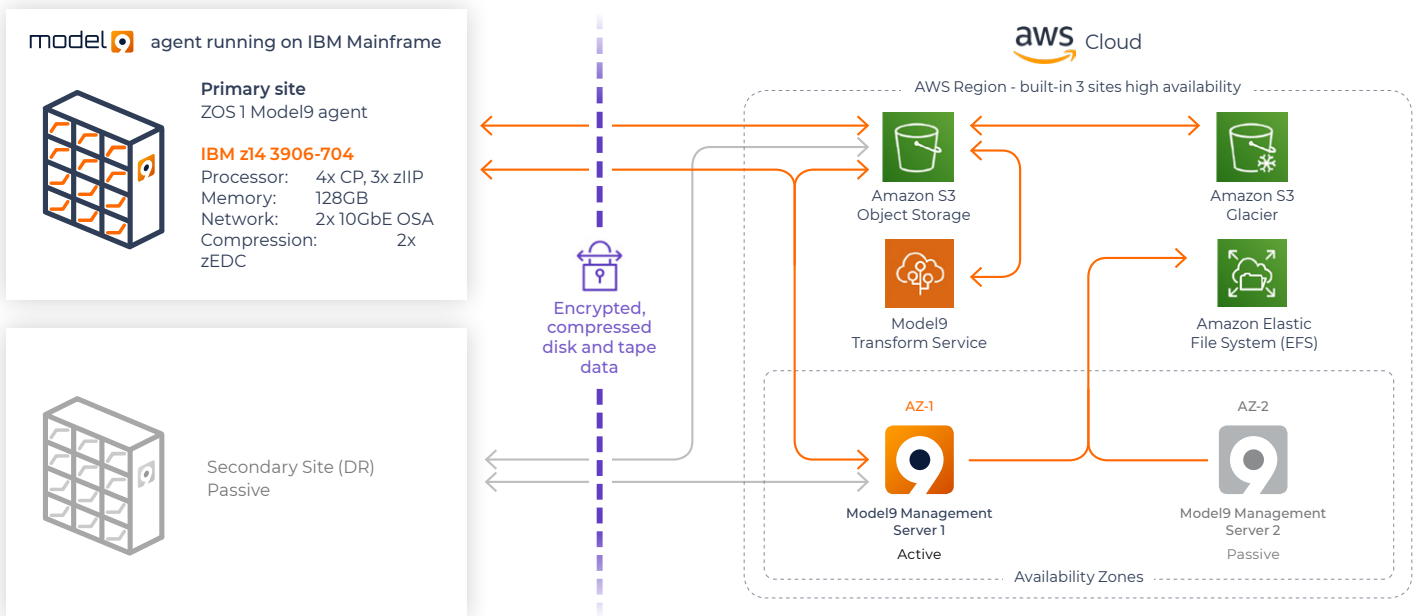 model9 agent running on IBM Mainframe
Primary site
ZOS 1 Model9 agent
IBM z14 3906-704
Processor: 4x CP, 3x zIIP
Memory: 128GB
Network: 2x 10GbE OSA
Compression: 2x
zEDC
Secondary Site (DR)
Passive
Encrypted,
compressed
disk and tape
data
aws Cloud
AWS Region - built-in 3 sites high availability
Amazon S3
Object Storage
Amazon S3
Glacier
Model9
Transform Service
Amazon Elastic
File System (EFS)
AZ-1
AZ-2
Model9 Management
Server 1
Active
Model9 Management
Server 2
Passive
Availability Zones